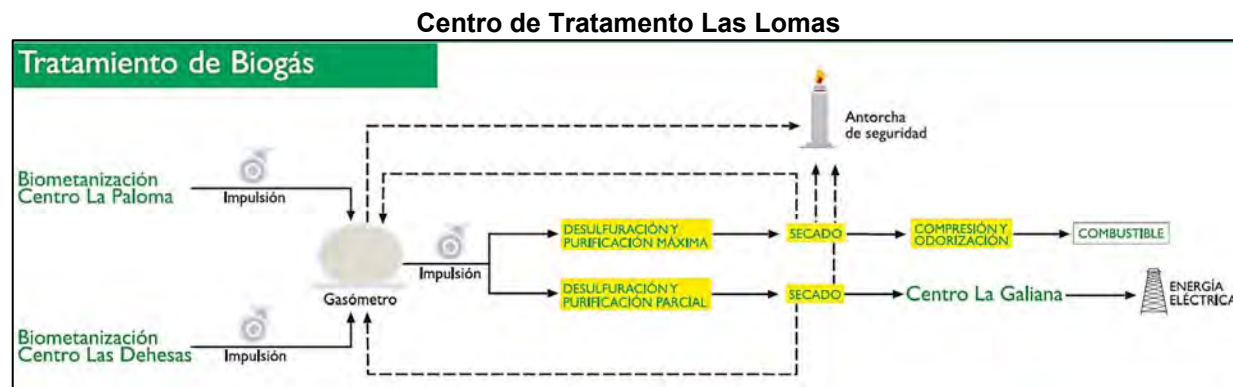 Centro de Tratamento Las Lomas
Tratamiento de Biogás
Antorcha
de seguridad
Biometanización
Centro La Paloma
Impulsión
DESULFURACIÓN Y
PURIFICACIÓN MÁXIMA
SECADO
COMPRESIÓN Y
ODORIZACIÓN
COMBUSTIBLE
Impulsión
Gasómetro
DESULFURACIÓN Y
PURIFICACIÓN PARCIAL
SECADO
Centro La Galiana
ENERGÍA
ELÉCTRICA
Biometanización
Centro Las Dehesas
Impulsión